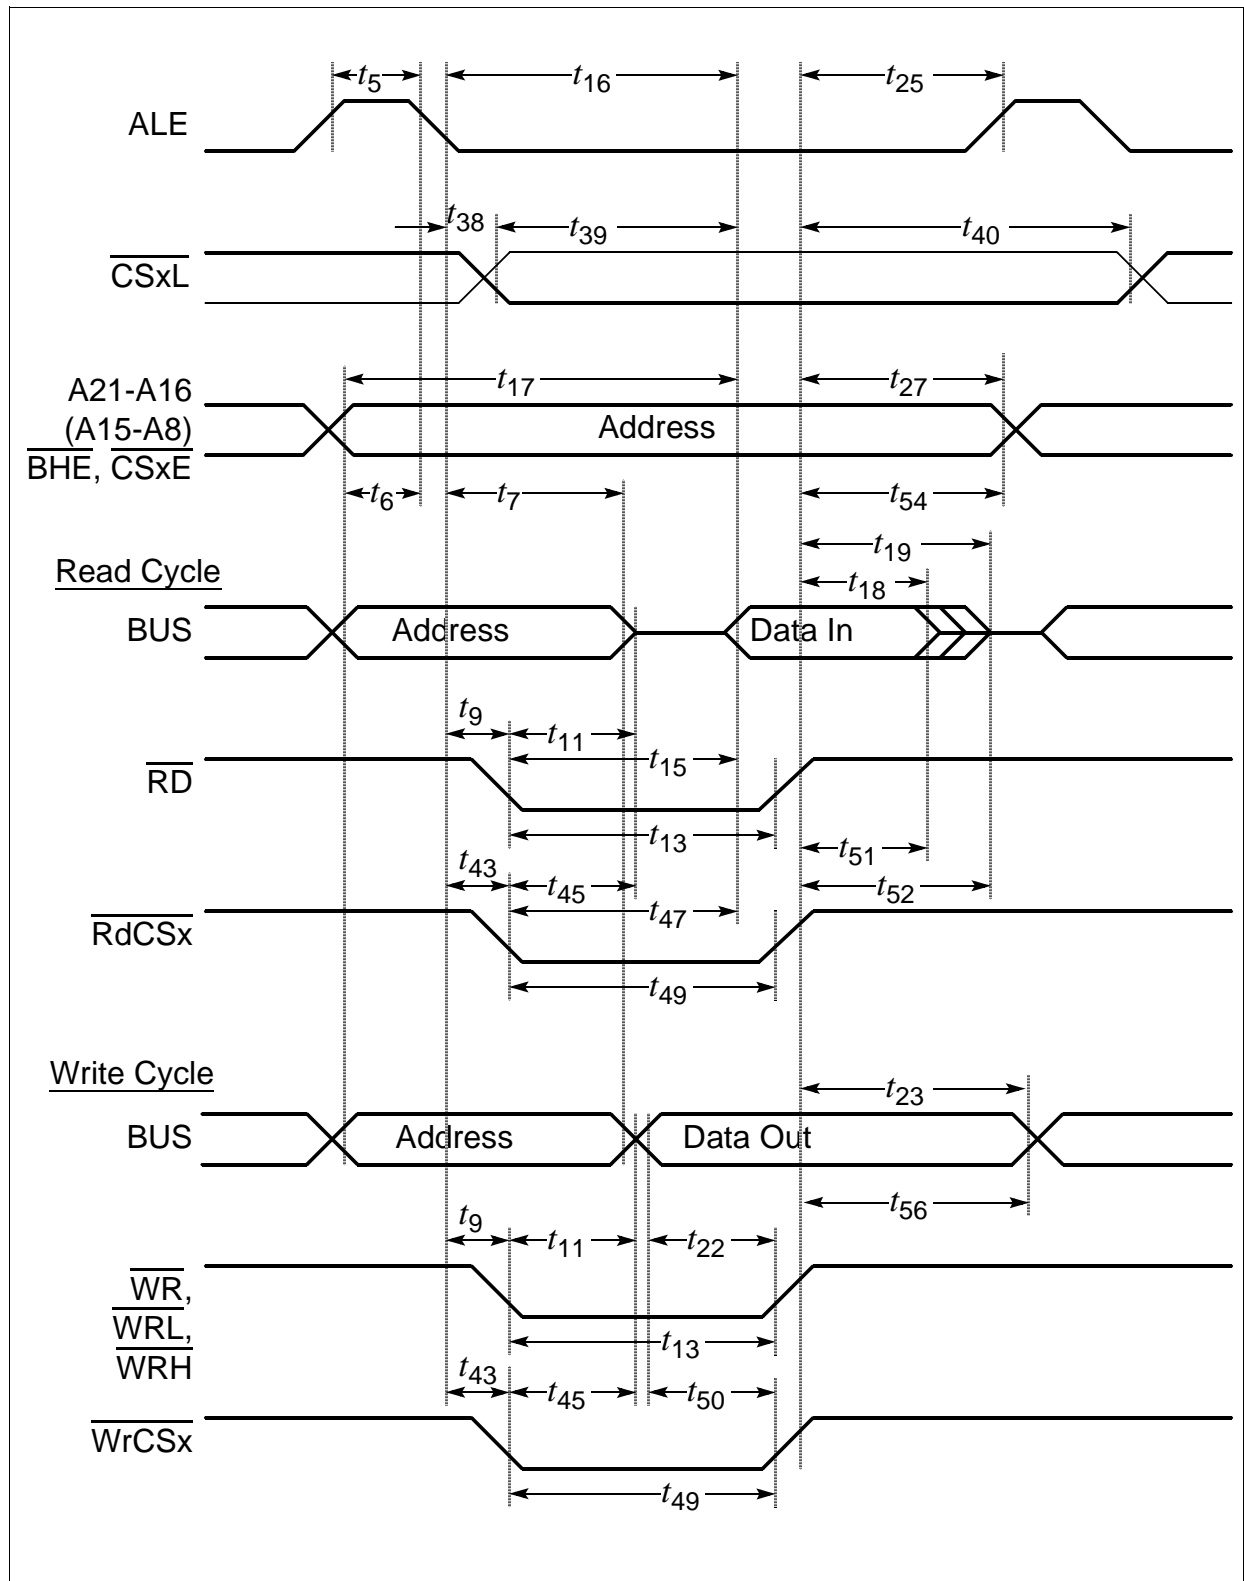 t5 t16 t25
ALE
t38 t39 t40
CSxL
t17 t27
A21-A16
(A15-A8)
BHE, CSxE
Address
t6 t7 t54
t19
Read Cycle
t18
BUS Address Data In
t9 t11
t15
RD
t13 t51
t43 t45 t52
t47
RdCSx
t49
Write Cycle
t23
BUS Address Data Out
t56
t9 t11 t22
WR,
WRL,
t13
WRH
t43 t45 t50
WrCSx
t49